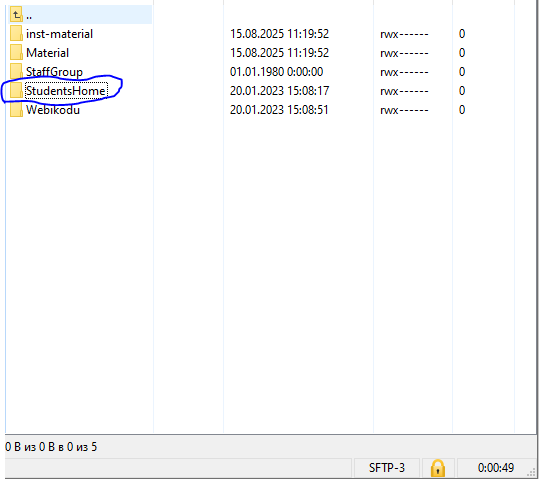 ..
inst-material 15.08.2025 11:19:52 rwx------ 0
Material 15.08.2025 11:19:52 rwx------ 0
StaffGroup 01.01.1980 0:00:00 rwx------ 0
StudentsHome 20.01.2023 15:08:17 rwx------ 0
Webikodu 20.01.2023 15:08:51 rwx------ 0
0 B из 0 B в 0 из 5
SFTP-3 0:00:49